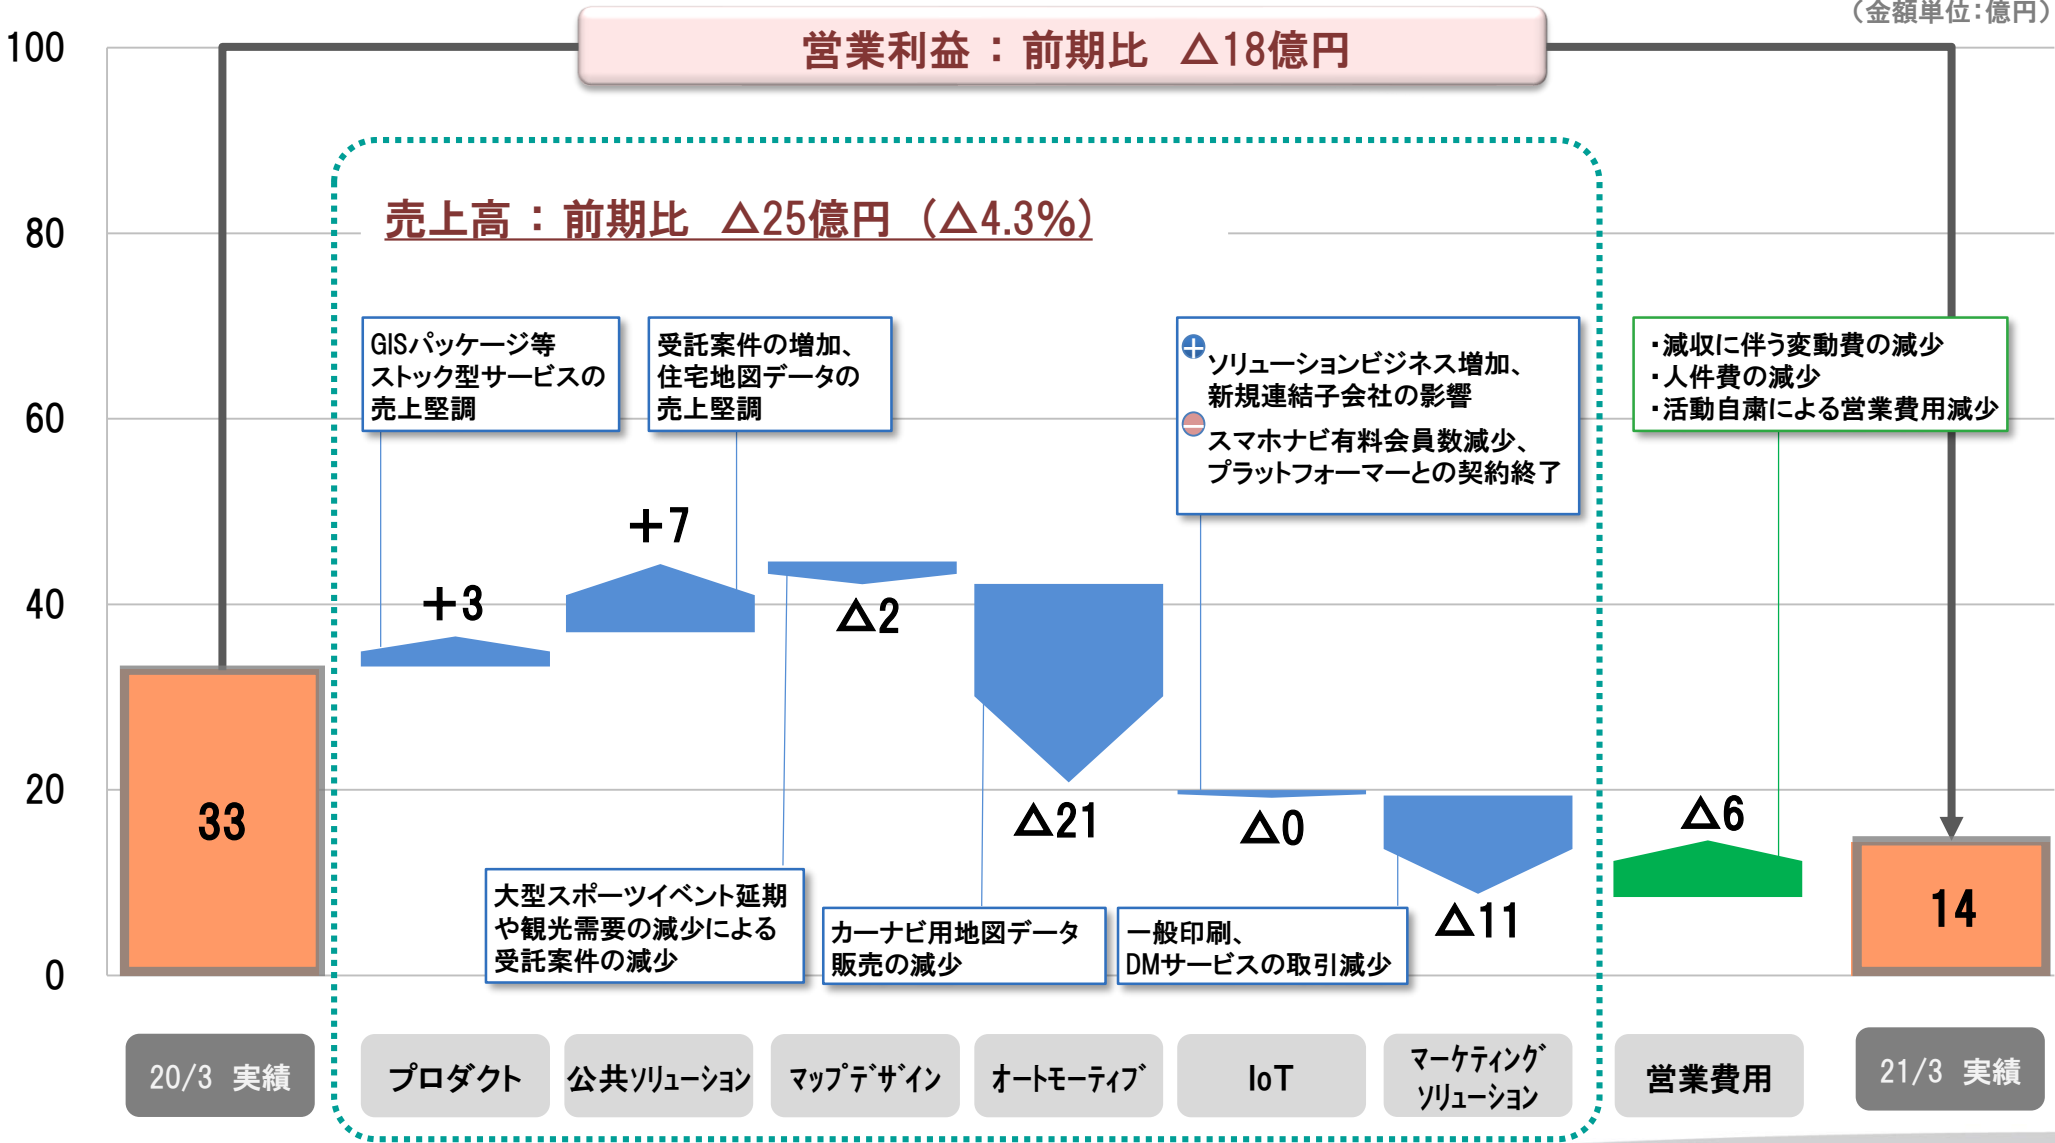 （金額単位：億円）
営業利益：前期比 △18億円
100
80
60
40
20
0
売上高：前期比 △25億円（△4.3%）
GISパッケージ等
ストック型サービスの
売上堅調
受託案件の増加、
住宅地図データの
売上堅調
ソリューションビジネス増加、
新規連結子会社の影響
スマホナビ有料会員数減少、
プラットフォーマーとの契約終了
・減収に伴う変動費の減少
・人件費の減少
・活動自粛による営業費用減少
33
＋3
＋7
△2
△21
△0
△11
△6
14
大型スポーツイベント延期
や観光需要の減少による
受託案件の減少
カーナビ用地図データ
販売の減少
一般印刷、
DMサービスの取引減少
20/3 実績
プロダクト
公共ｿﾘｭｰｼｮﾝ
ﾏｯﾌﾟﾃﾞｻﾞｲﾝ
ｵｰﾄﾓｰﾃｨﾌﾞ
IoT
ﾏｰｹﾃｨﾝｸﾞ
ｿﾘｭｰｼｮﾝ
営業費用
21/3 実績